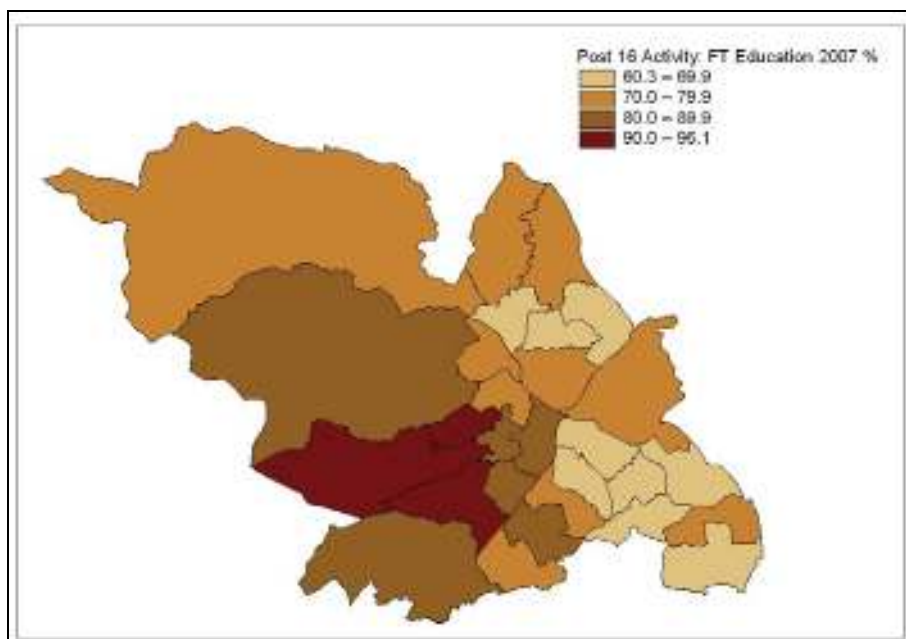 Post 16 Activity: FT Education 2007 %
60.3 – 69.9
70.0 – 79.9
80.0 – 89.9
90.0 – 95.1